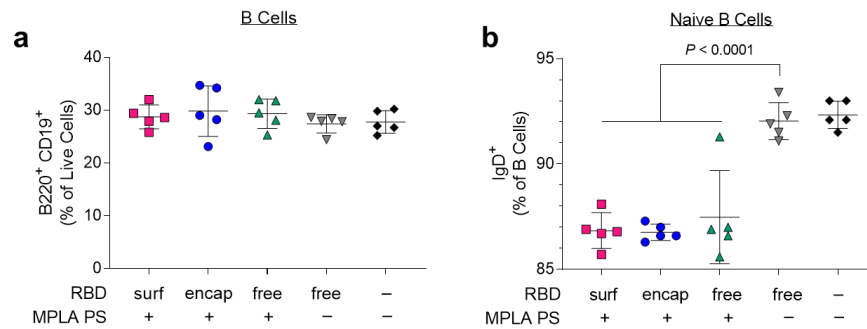 a
B Cells
B220⁺ CD19⁺
(% of Live Cells)
40
30
20
10
0
RBD surf encap free free –
MPLA PS + + + – –
b
Naive B Cells
P < 0.0001
IgD⁺
(% of B Cells)
95
90
85
RBD surf encap free free –
MPLA PS + + + – –